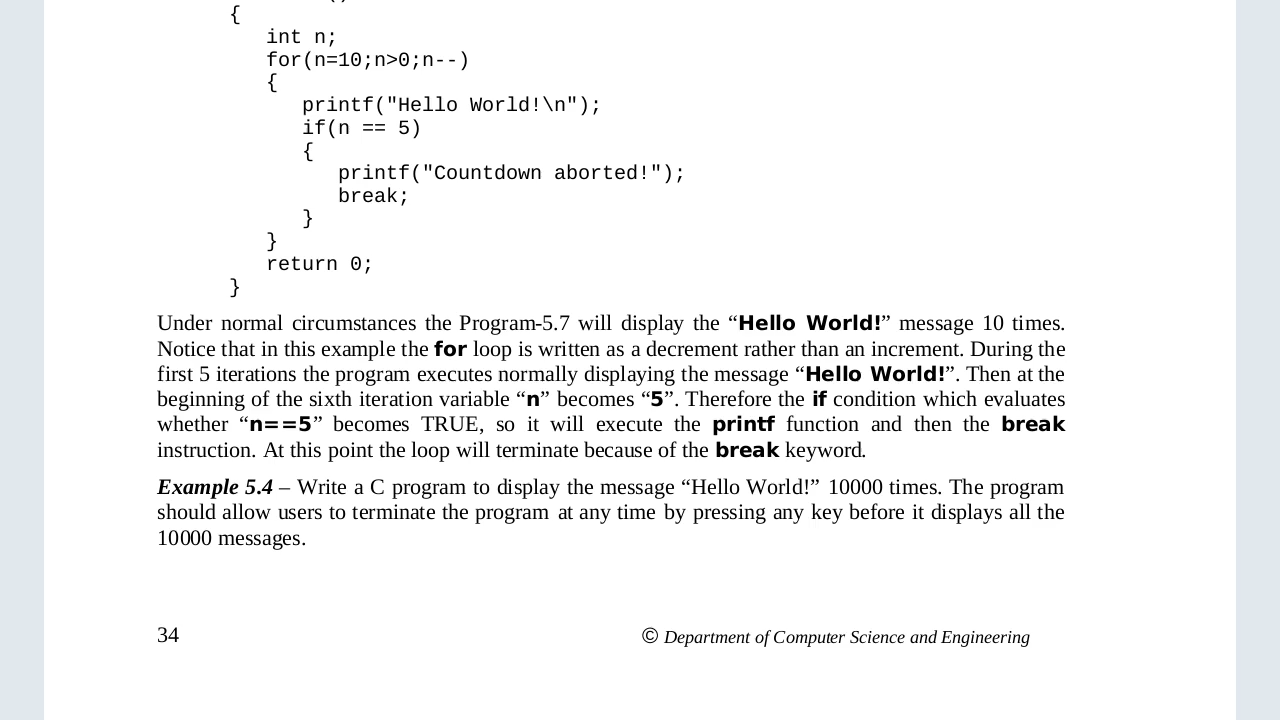 {
int n;
for(n=10;n>0;n--)
{
printf("Hello World!\n");
if(n == 5)
{
printf("Countdown aborted!");
break;
}
}
return 0;
}
Under normal circumstances the Program-5.7 will display the “Hello World!” message 10 times.
Notice that in this example the for loop is written as a decrement rather than an increment. During the
first 5 iterations the program executes normally displaying the message “Hello World!”. Then at the
beginning of the sixth iteration variable “n” becomes “5”. Therefore the if condition which evaluates
whether “n==5” becomes TRUE, so it will execute the printf function and then the break
instruction. At this point the loop will terminate because of the break keyword.
Example 5.4 – Write a C program to display the message “Hello World!” 10000 times. The program
should allow users to terminate the program at any time by pressing any key before it displays all the
10000 messages.
34 © Department of Computer Science and Engineering